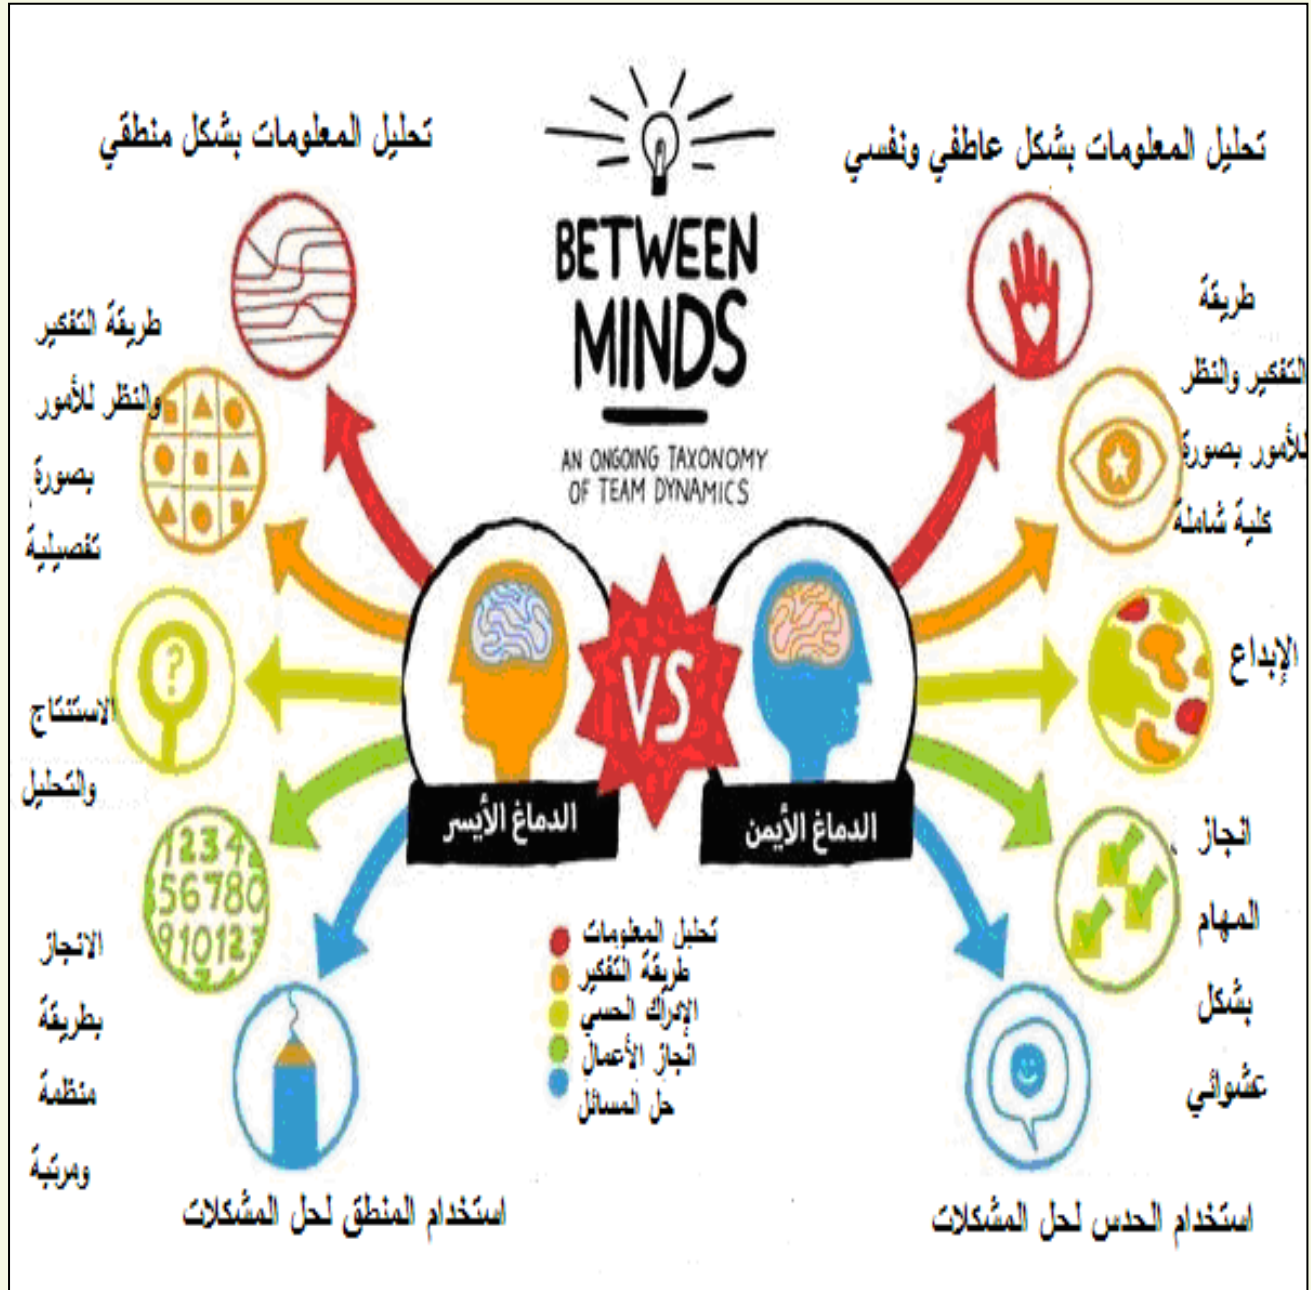 تحليل المعلومات بشكل منطقي
تحليل المعلومات بشكل عاطفي ونفسي
BETWEEN
MINDS
AN ONGOING TAXONOMY
OF TEAM DYNAMICS
طريقة
التفكير والنظر
للأمور بصورة
كلية شاملة
الإبداع
انجاز
المهام
بشكل
عشوائي
استخدام الحدس لحل المشكلات
طريقة التفكير
والنظر للأمور
بصورة
تفصيلية
?
الاستنتاج
والتحليل
1234
56780
910123
الانجاز
بطريقة
منظمة
ومرتبة
استخدام المنطق لحل المشكلات
VS
الدماغ الأيمن
الدماغ الأيسر
تحليل المعلومات
طريقة التفكير
الإدراك الحسي
انجاز الأعمال
حل المسائل